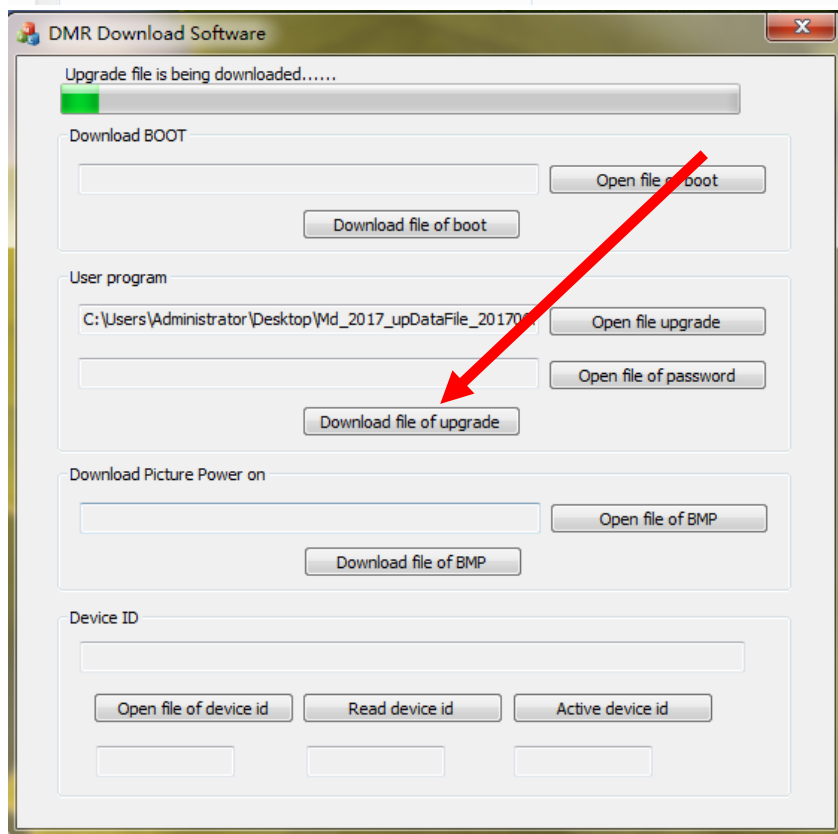 DMR Download Software
Upgrade file is being downloaded......
Download BOOT
Open file of boot
Download file of boot
User program
C:\Users\Administrator\Desktop\Md_2017_upDataFile_20170
Open file upgrade
Open file of password
Download file of upgrade
Download Picture Power on
Open file of BMP
Download file of BMP
Device ID
Open file of device id
Read device id
Active device id